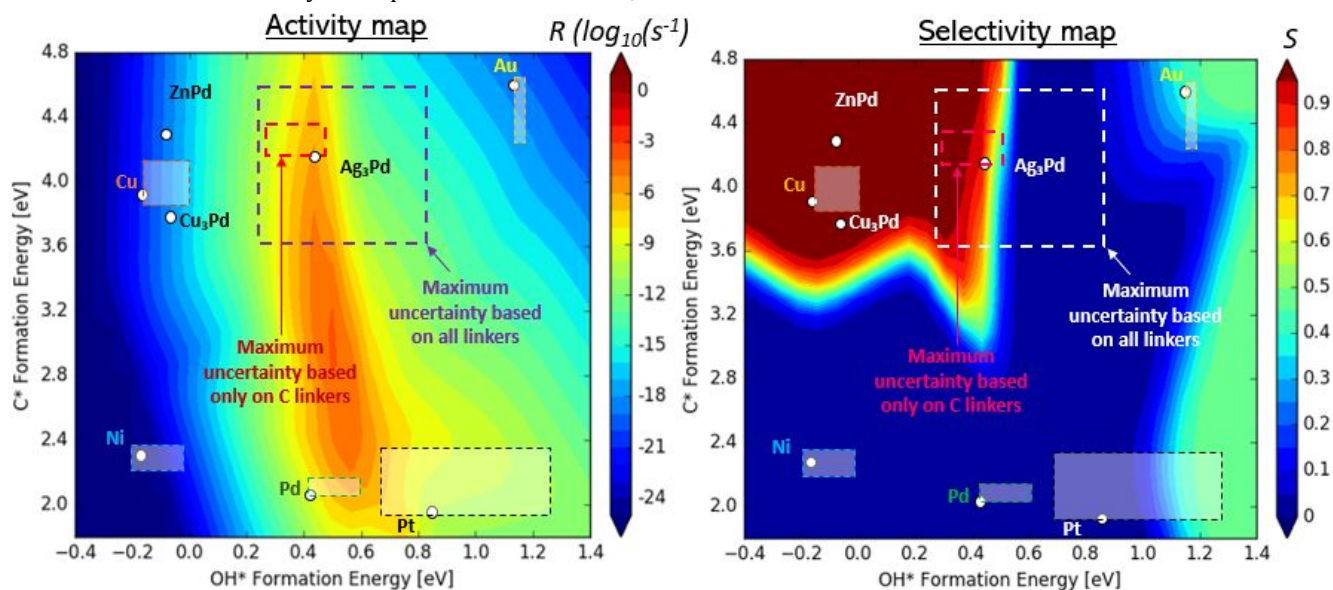 Activity map
R (log₁₀(s⁻¹)
4.8
4.4
4.0
3.6
3.2
2.8
2.4
2.0
C* Formation Energy [eV]
ZnPd
Au
Ag₃Pd
Cu
Cu₃Pd
Maximum
uncertainty based
on all linkers
Maximum
uncertainty based
only on C linkers
Ni
Pd
Pt
−0.4 −0.2 0.0 0.2 0.4 0.6 0.8 1.0 1.2 1.4
OH* Formation Energy [eV]
0
-3
-6
-9
-12
-15
-18
-21
-24
Selectivity map
S
4.8
4.4
4.0
3.6
3.2
2.8
2.4
2.0
C* Formation Energy [eV]
ZnPd
Au
Ag₃Pd
Cu
Cu₃Pd
Maximum
uncertainty based
on all linkers
Maximum
uncertainty based
only on C linkers
Ni
Pd
Pt
−0.4 −0.2 0.0 0.2 0.4 0.6 0.8 1.0 1.2 1.4
OH* Formation Energy [eV]
0.9
0.8
0.7
0.6
0.5
0.4
0.3
0.2
0.1
0